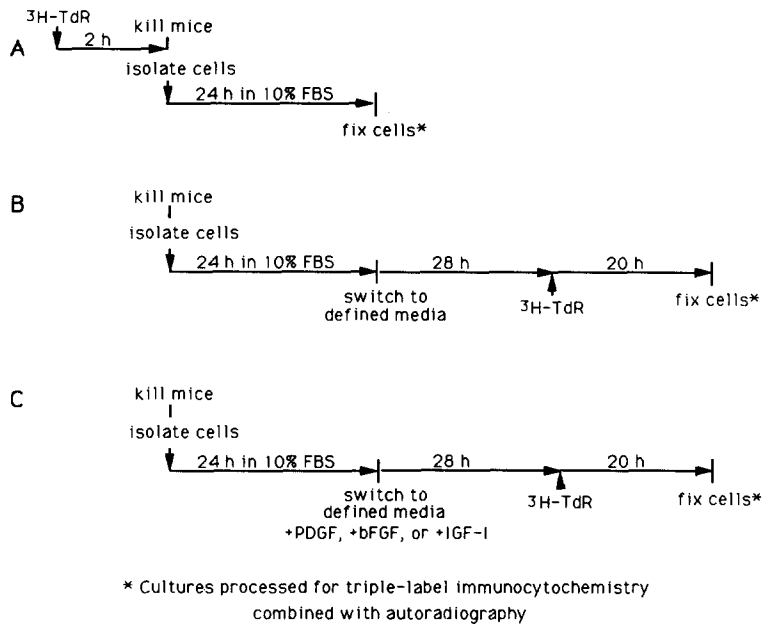 ³H-TdR
kill mice
A
2 h
isolate cells
24 h in 10% FBS
fix cells*
B
kill mice
isolate cells
24 h in 10% FBS
28 h
20 h
switch to
defined media
³H-TdR
fix cells*
C
kill mice
isolate cells
24 h in 10% FBS
28 h
20 h
switch to
defined media
+PDGF, +bFGF, or +IGF-I
³H-TdR
fix cells*
* Cultures processed for triple-label immunocytochemistry
combined with autoradiography